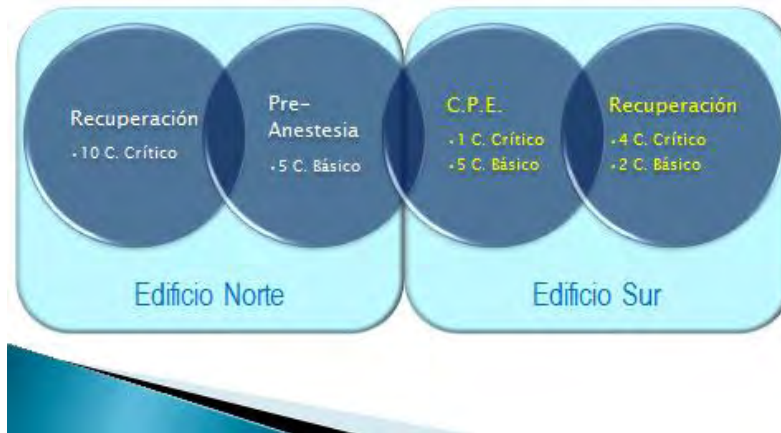 Recuperación
• 10 C. Crítico
Pre-
Anestesia
• 5 C. Básico
C.P.E.
• 1 C. Crítico
• 5 C. Básico
Recuperación
• 4 C. Crítico
• 2 C. Básico
Edificio Norte
Edificio Sur